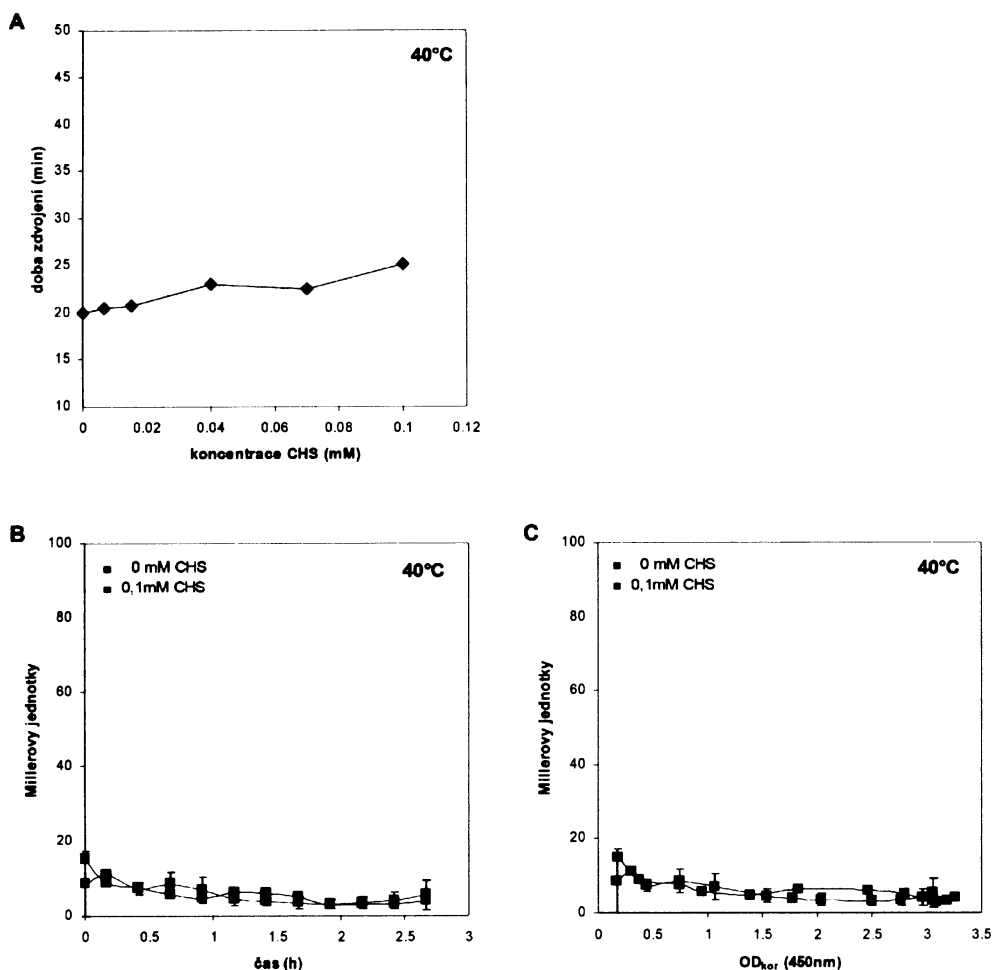 A
40°C
50
45
40
35
30
25
20
15
10
doba zdvojení (min)
0 0.02 0.04 0.06 0.08 0.1 0.12
koncentrace CHS (mM)
B
0 mM CHS
0,1mM CHS
40°C
100
80
60
40
20
0
Millerovy jednotky
0 0.5 1 1.5 2 2.5 3
čas (h)
C
0 mM CHS
0,1mM CHS
40°C
100
80
60
40
20
0
Millerovy jednotky
0 0.5 1 1.5 2 2.5 3 3.5
ODkor (450nm)